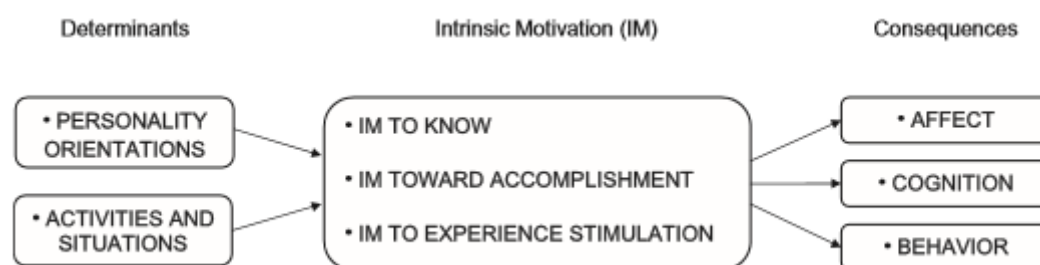 Determinants
Intrinsic Motivation (IM)
Consequences
• PERSONALITY
ORIENTATIONS
• ACTIVITIES AND
SITUATIONS
• IM TO KNOW
• IM TOWARD ACCOMPLISHMENT
• IM TO EXPERIENCE STIMULATION
• AFFECT
• COGNITION
• BEHAVIOR